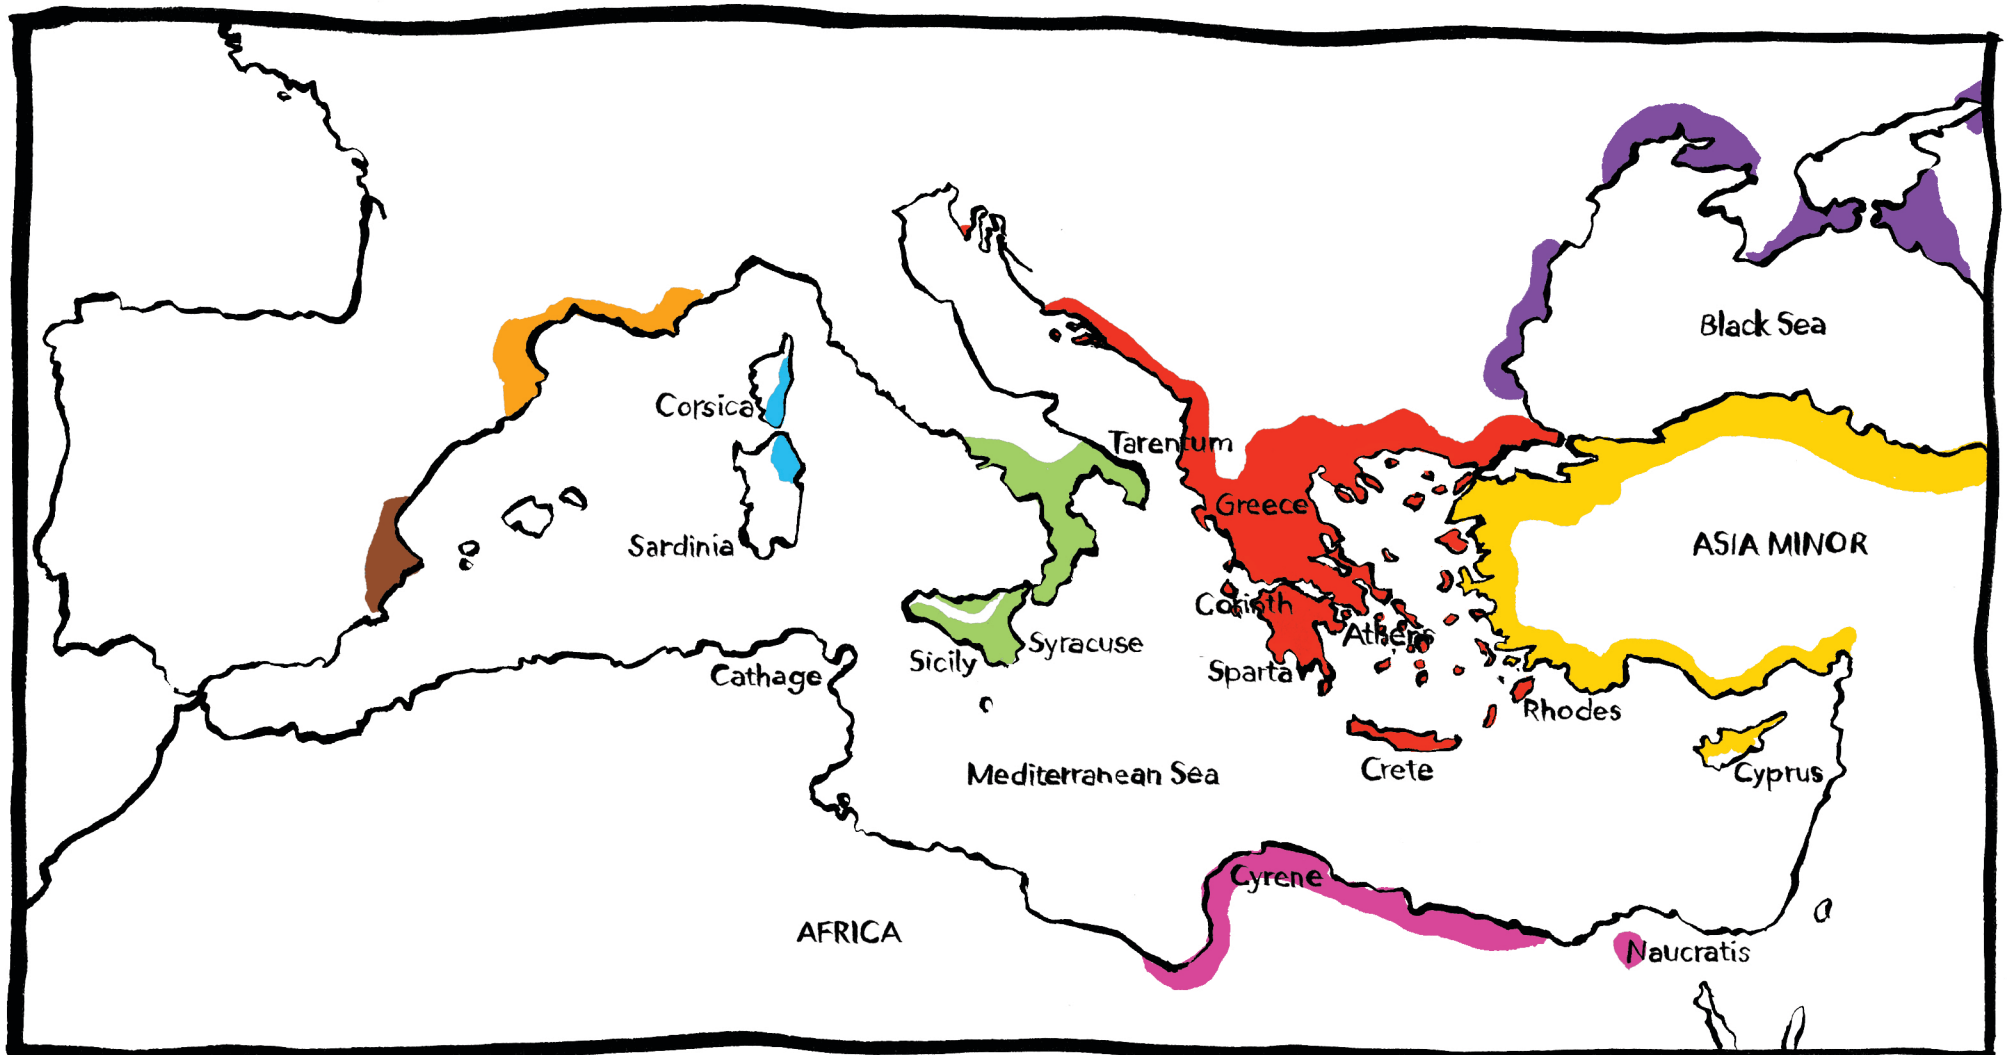 Black Sea
Corsica
Tarentum
Greece
Sardinia
ASIA MINOR
Corinth
Athens
Syracuse
Sicily
Cathage
Sparta
Rhodes
Mediterranean Sea
Crete
Cyprus
Cyrene
AFRICA
Naucratis